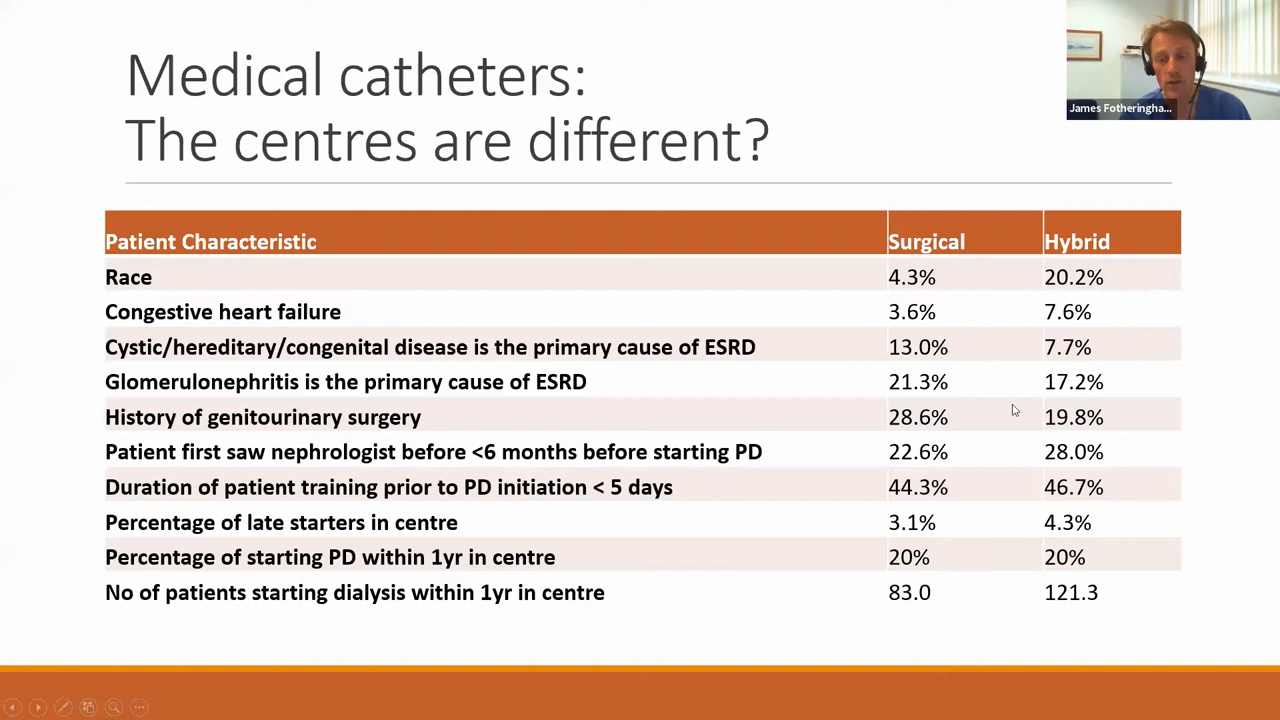 Medical catheters:
The centres are different?
James Fotheringha...
Patient Characteristic Surgical Hybrid
Race 4.3% 20.2%
Congestive heart failure 3.6% 7.6%
Cystic/hereditary/congenital disease is the primary cause of ESRD 13.0% 7.7%
Glomerulonephritis is the primary cause of ESRD 21.3% 17.2%
History of genitourinary surgery 28.6% 19.8%
Patient first saw nephrologist before <6 months before starting PD 22.6% 28.0%
Duration of patient training prior to PD initiation < 5 days 44.3% 46.7%
Percentage of late starters in centre 3.1% 4.3%
Percentage of starting PD within 1yr in centre 20% 20%
No of patients starting dialysis within 1yr in centre 83.0 121.3